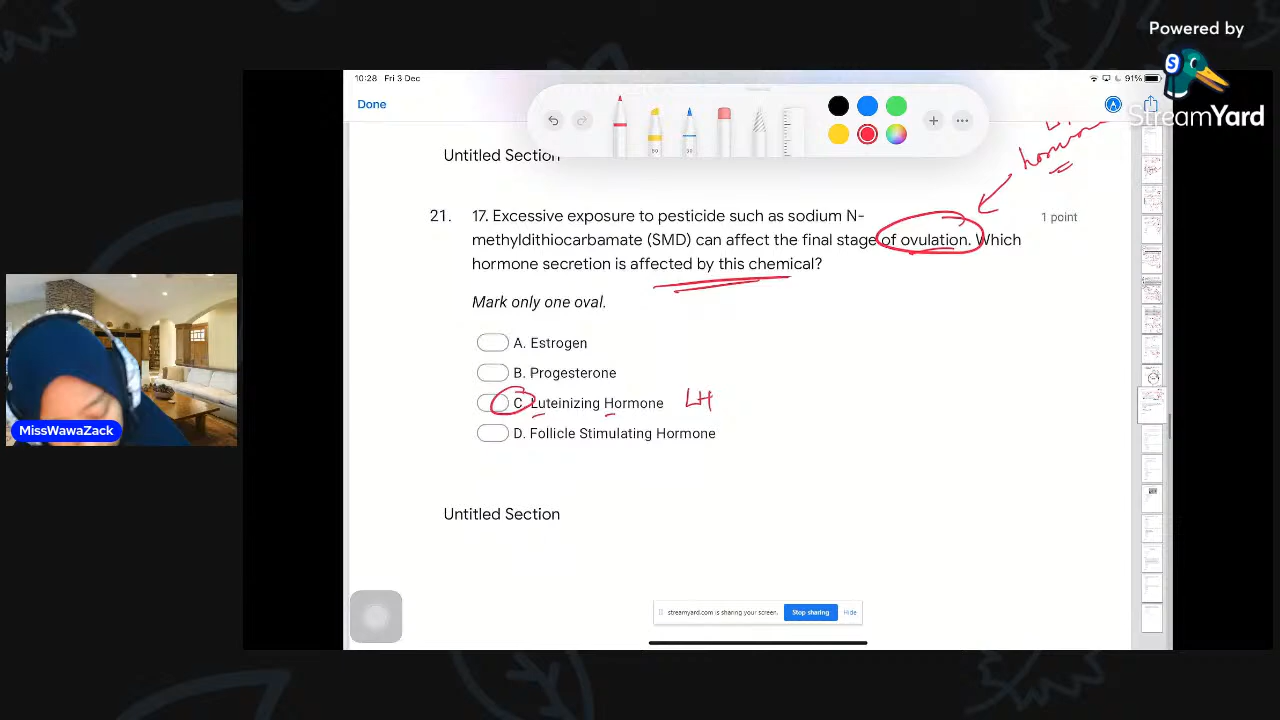 Powered by
StreamYard
10:28 Fri 3 Dec
91%
Done
Untitled Section
hormone
21. 17. Excessive exposure to pesticide such as sodium N-
1 point
methyldithiocarbamate (SMD) can affect the final stage of ovulation. Which
hormone secretion is affected by this chemical?
Mark only one oval.
A. Estrogen
B. Progesterone
C. Luteinizing Hormone LH
D. Follicle Stimulating Hormone
MissWawaZack
Untitled Section
streamyard.com is sharing your screen. Stop sharing Hide